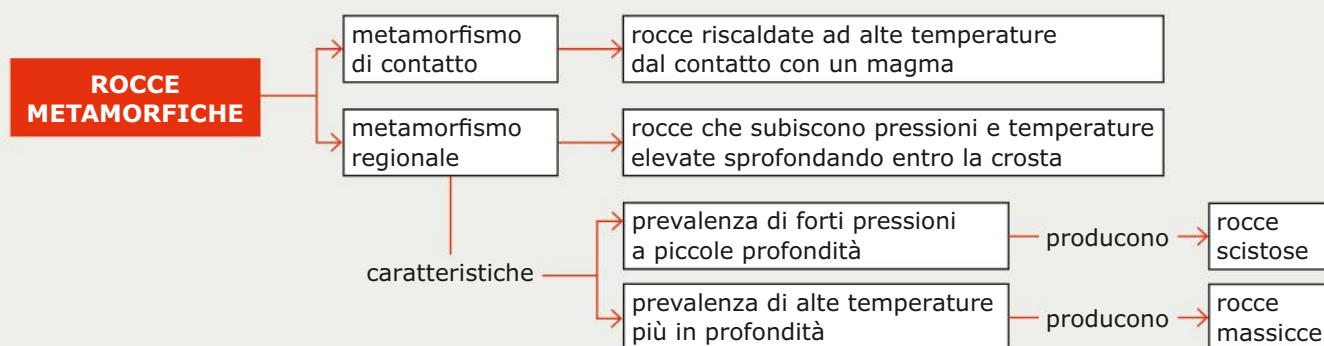 ROCCE
METAMORFICHE
metamorfismo
di contatto
rocce riscaldate ad alte temperature
dal contatto con un magma
metamorfismo
regionale
rocce che subiscono pressioni e temperature
elevate sprofondando entro la crosta
caratteristiche
prevalenza di forti pressioni
a piccole profondità
producono
rocce
scistose
prevalenza di alte temperature
più in profondità
producono
rocce
massicce